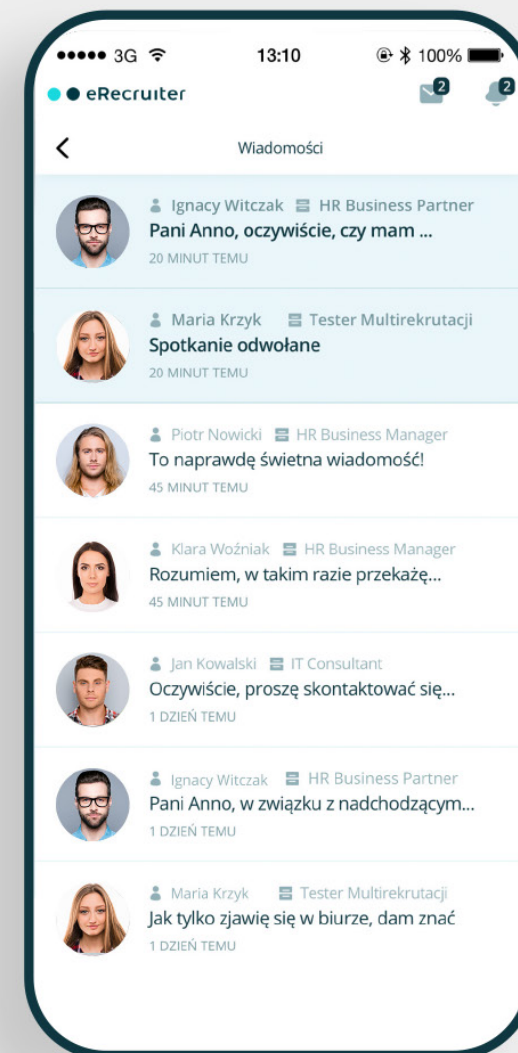 3G 13:10 100%
eRecruiter 2 2
Wiadomości
Ignacy Witczak HR Business Partner
Pani Anno, oczywiście, czy mam ...
20 MINUT TEMU
Maria Krzyk Tester Multirekrutacji
Spotkanie odwołane
20 MINUT TEMU
Piotr Nowicki HR Business Manager
To naprawdę świetna wiadomość!
45 MINUT TEMU
Klara Woźniak HR Business Manager
Rozumiem, w takim razie przekażę...
45 MINUT TEMU
Jan Kowalski IT Consultant
Oczywiście, proszę skontaktować się...
1 DZIEŃ TEMU
Ignacy Witczak HR Business Partner
Pani Anno, w związku z nadchodzącym...
1 DZIEŃ TEMU
Maria Krzyk Tester Multirekrutacji
Jak tylko zjawię się w biurze, dam znać
1 DZIEŃ TEMU